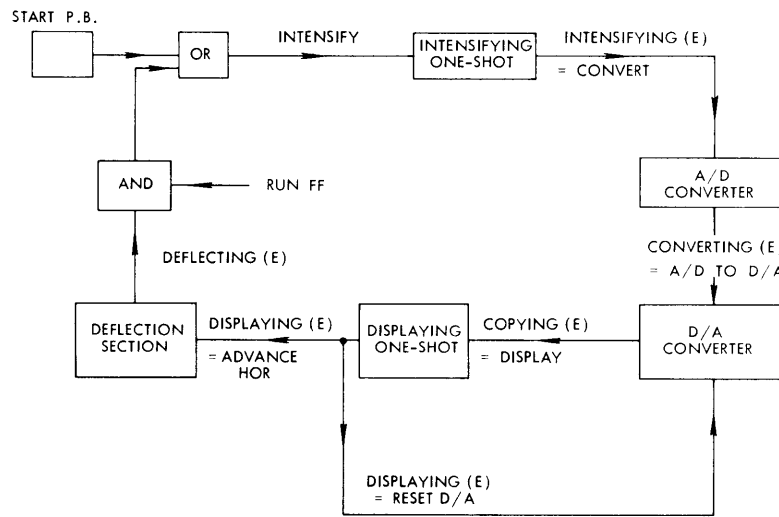 START P.B.
OR
INTENSIFY
INTENSIFYING
ONE-SHOT
INTENSIFYING (E)
= CONVERT
AND
RUN FF
A/D
CONVERTER
DEFLECTING (E)
CONVERTING (E
= A/D TO D/A
DEFLECTION
SECTION
DISPLAYING (E)
= ADVANCE
HOR
DISPLAYING
ONE-SHOT
COPYING (E)
= DISPLAY
D/A
CONVERTER
DISPLAYING (E)
= RESET D/A